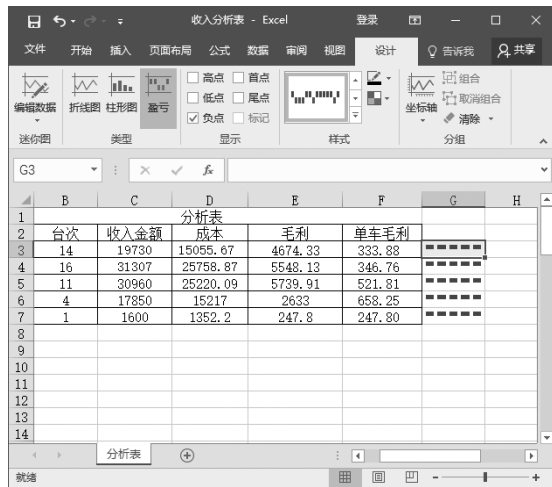 收入分析表 - Excel 登录
文件 开始 插入 页面布局 公式 数据 审阅 视图 设计 告诉我 共享
编辑数据 折线图 柱形图 盈亏
高点 首点
低点 尾点
负点 标记
坐标轴
组合
取消组合
清除
迷你图 类型 显示 样式 分组
G3 fx
B C D E F G H
1 分析表
2 台次 收入金额 成本 毛利 单车毛利
3 14 19730 15055.67 4674.33 333.88
4 16 31307 25758.87 5548.13 346.76
5 11 30960 25220.09 5739.91 521.81
6 4 17850 15217 2633 658.25
7 1 1600 1352.2 247.8 247.80
8
9
10
11
12
13
14
分析表
就绪